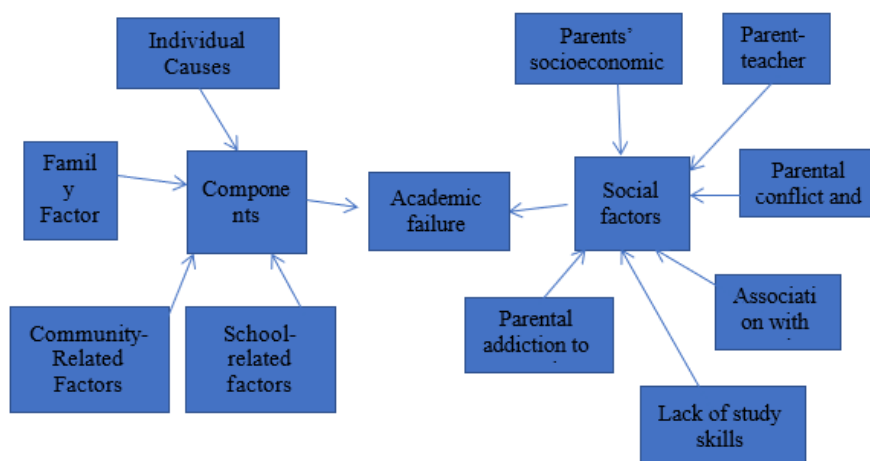 Individual
Causes
Parents’
socioeconomic
Parent-
teacher
Famil
y
Factor
Compone
nts
Academic
failure
Social
factors
Parental
conflict and
Community-
Related
Factors
School-
related
factors
Parental
addiction to
Associati
on with
Lack of study
skills